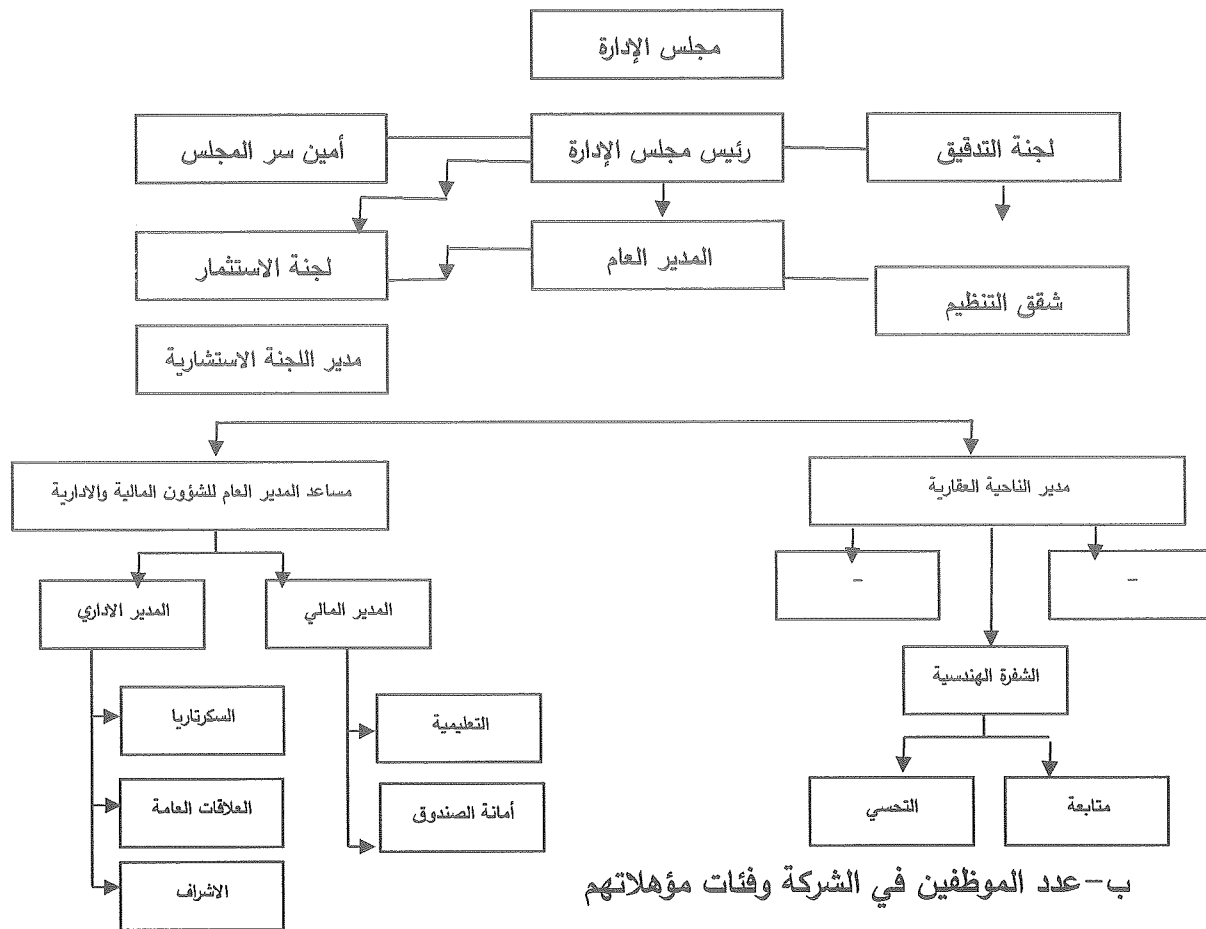 مجلس الإدارة
لجنة التدقيق
رئيس مجلس الإدارة
أمين سر المجلس
المدير العام
لجنة الاستثمار
شقق التنظيم
مدير اللجنة الاستشارية
مدير الناحية العقارية
مساعد المدير العام للشؤون المالية والادارية
-
-
المدير المالي
المدير الاداري
الشفرة الهندسية
التعليمية
السكرتاريا
متابعة
التحسي
أمانة الصندوق
العلاقات العامة
الاشراف
ب-عدد الموظفين في الشركة وفئات مؤهلاتهم